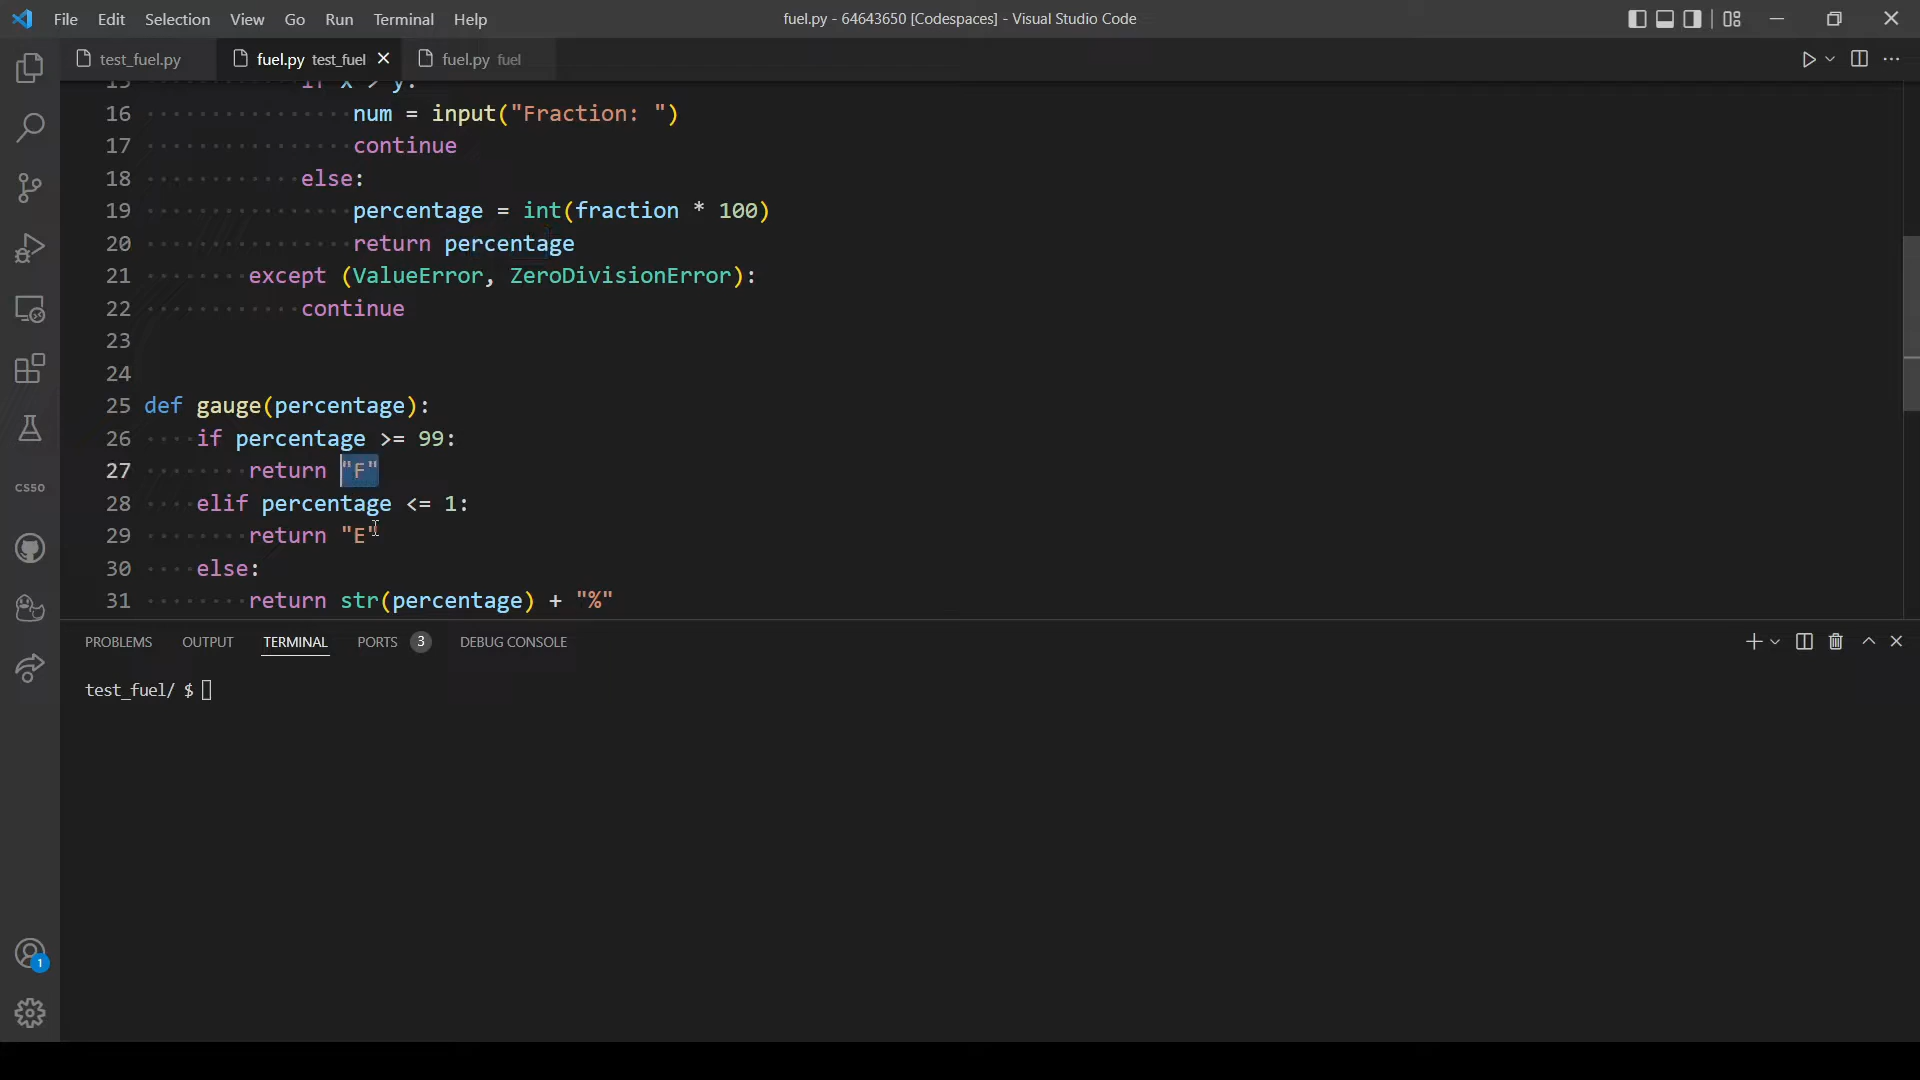 File Edit Selection View Go Run Terminal Help
fuel.py - 64643650 [Codespaces] - Visual Studio Code
test_fuel.py
fuel.py test_fuel
fuel.py fuel
15 if x > y:
16 num = input("Fraction: ")
17 continue
18 else:
19 percentage = int(fraction * 100)
20 return percentage
21 except (ValueError, ZeroDivisionError):
22 continue
23
24
25 def gauge(percentage):
26 if percentage >= 99:
27 return "F"
28 elif percentage <= 1:
29 return "E"
30 else:
31 return str(percentage) + "%"
CS50
PROBLEMS OUTPUT TERMINAL PORTS 3 DEBUG CONSOLE
test_fuel/ $
1